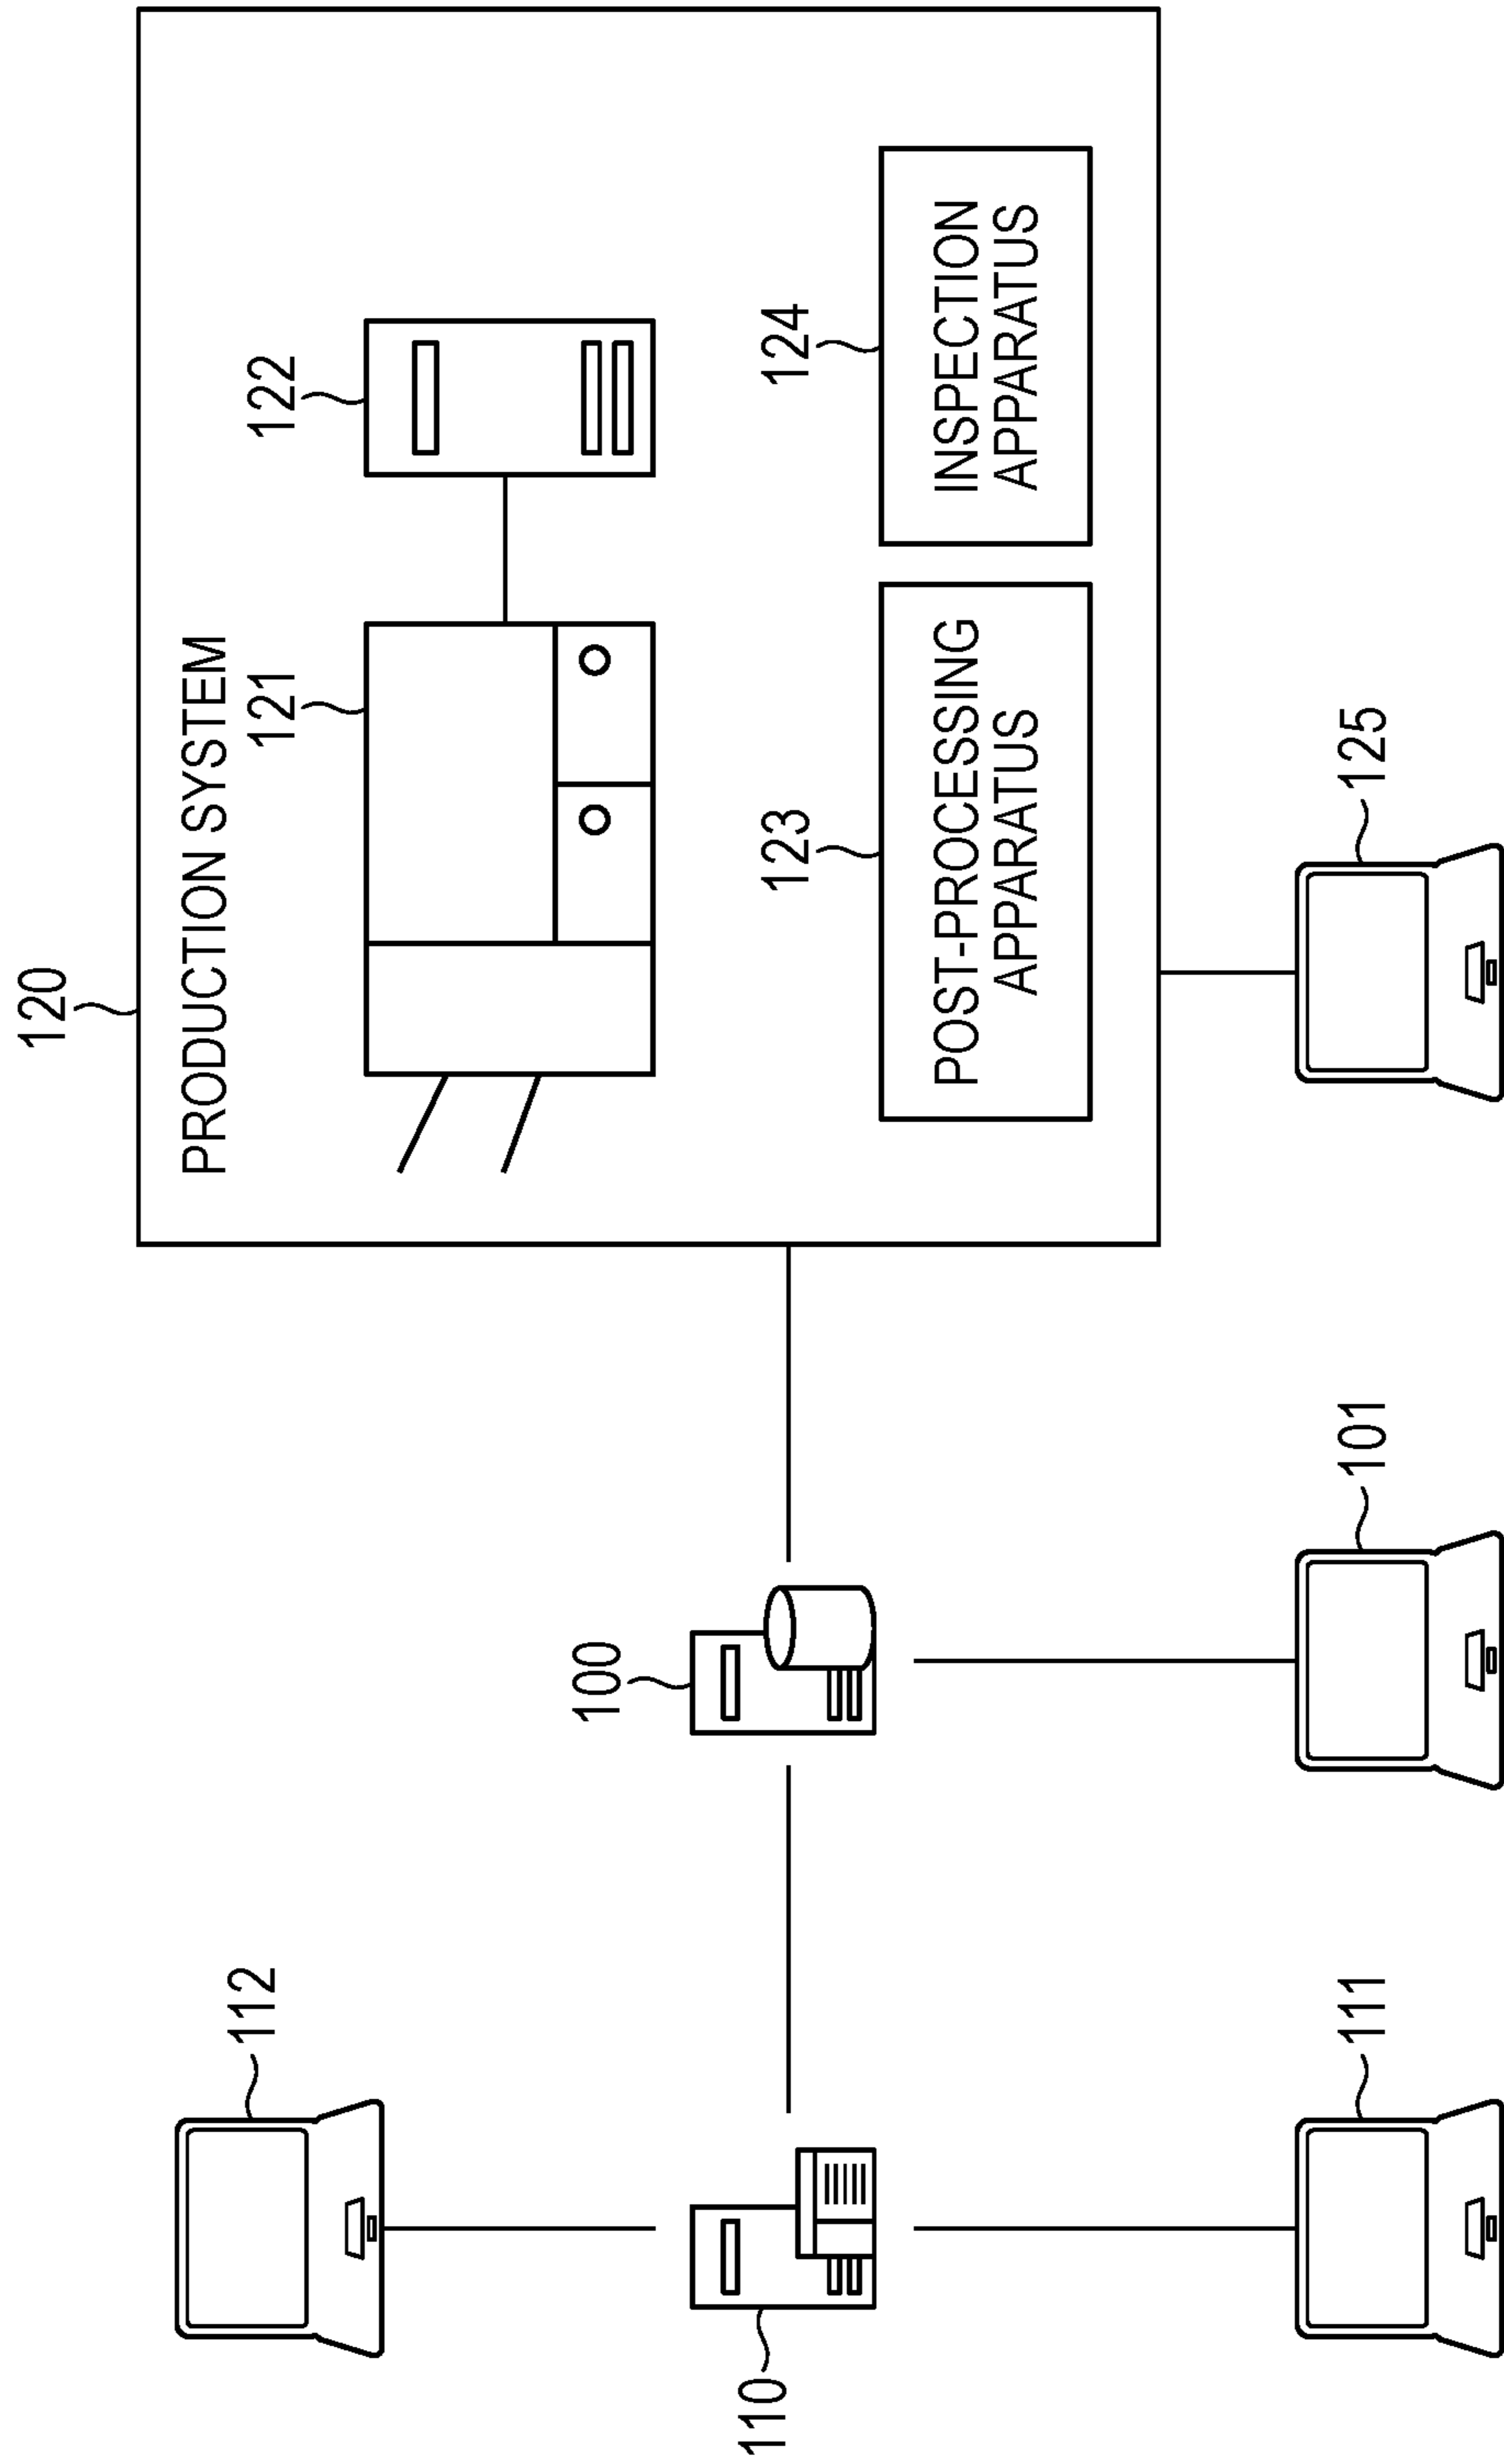 120
PRODUCTION SYSTEM
121
122
123
124
POST-PROCESSING
APPARATUS
INSPECTION
APPARATUS
112
100
110
111
101
125